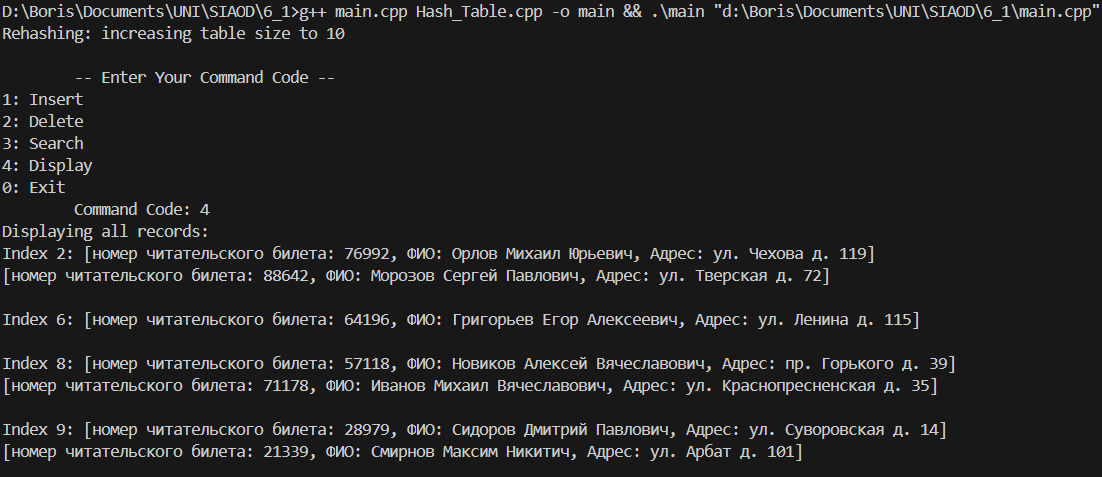 D:\Boris\Documents\UNI\SIAOD\6_1>g++ main.cpp Hash_Table.cpp -o main && .\main "d:\Boris\Documents\UNI\SIAOD\6_1\main.cpp"
Rehashing: increasing table size to 10
-- Enter Your Command Code --
1: Insert
2: Delete
3: Search
4: Display
0: Exit
Command Code: 4
Displaying all records:
Index 2: [номер читательского билета: 76992, ФИО: Орлов Михаил Юрьевич, Адрес: ул. Чехова д. 119]
[номер читательского билета: 88642, ФИО: Морозов Сергей Павлович, Адрес: ул. Тверская д. 72]
Index 6: [номер читательского билета: 64196, ФИО: Григорьев Егор Алексеевич, Адрес: ул. Ленина д. 115]
Index 8: [номер читательского билета: 57118, ФИО: Новиков Алексей Вячеславович, Адрес: пр. Горького д. 39]
[номер читательского билета: 71178, ФИО: Иванов Михаил Вячеславович, Адрес: ул. Краснопресненская д. 35]
Index 9: [номер читательского билета: 28979, ФИО: Сидоров Дмитрий Павлович, Адрес: ул. Суворовская д. 14]
[номер читательского билета: 21339, ФИО: Смирнов Максим Никитич, Адрес: ул. Арбат д. 101]